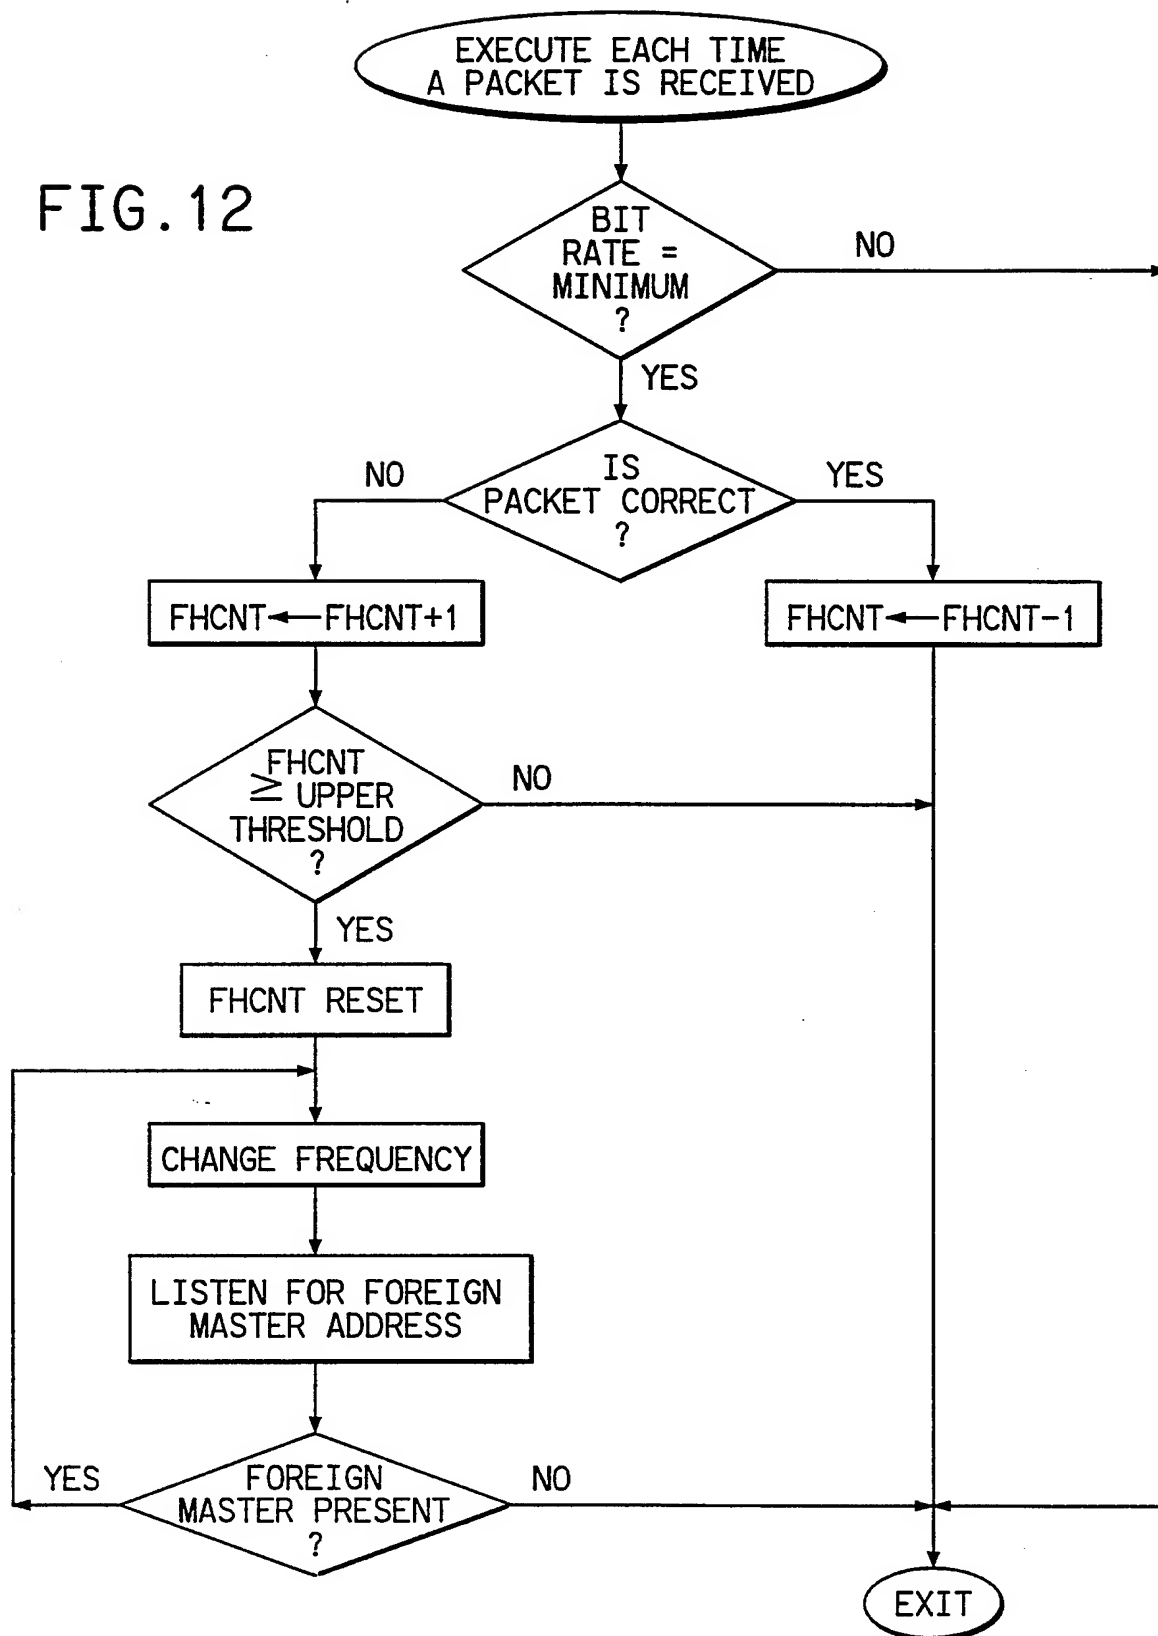 EXECUTE EACH TIME
A PACKET IS RECEIVED
FIG.12
BIT
RATE =
MINIMUM
?
NO
YES
IS
PACKET CORRECT
?
NO
YES
FHCNT←FHCNT+1
FHCNT←FHCNT-1
FHCNT
≥ UPPER
THRESHOLD
?
NO
YES
FHCNT RESET
CHANGE FREQUENCY
LISTEN FOR FOREIGN
MASTER ADDRESS
FOREIGN
MASTER PRESENT
?
YES
NO
EXIT